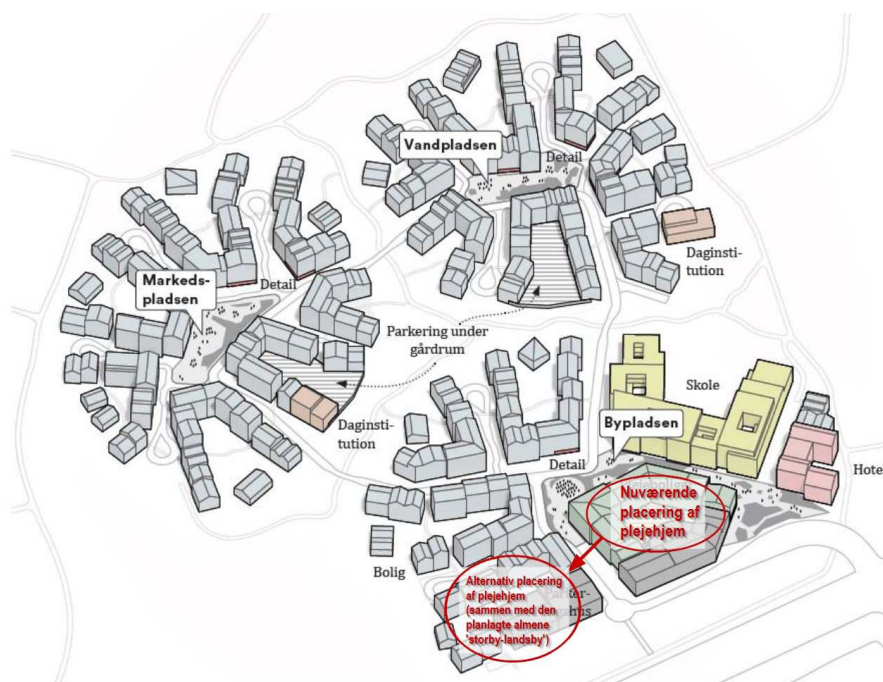 Vandpladsen
Detail
Daginsti-
tution
Markeds-
pladsen
Detail
Parkering under
gårdrum
Daginsti-
tution
Skole
Bypladsen
Detail
Hote
Nuværende
placering af
plejehjem
Bolig
Alternativ placering
af plejehjem
(sammen med den
planlagte almene
'storby-landsby')